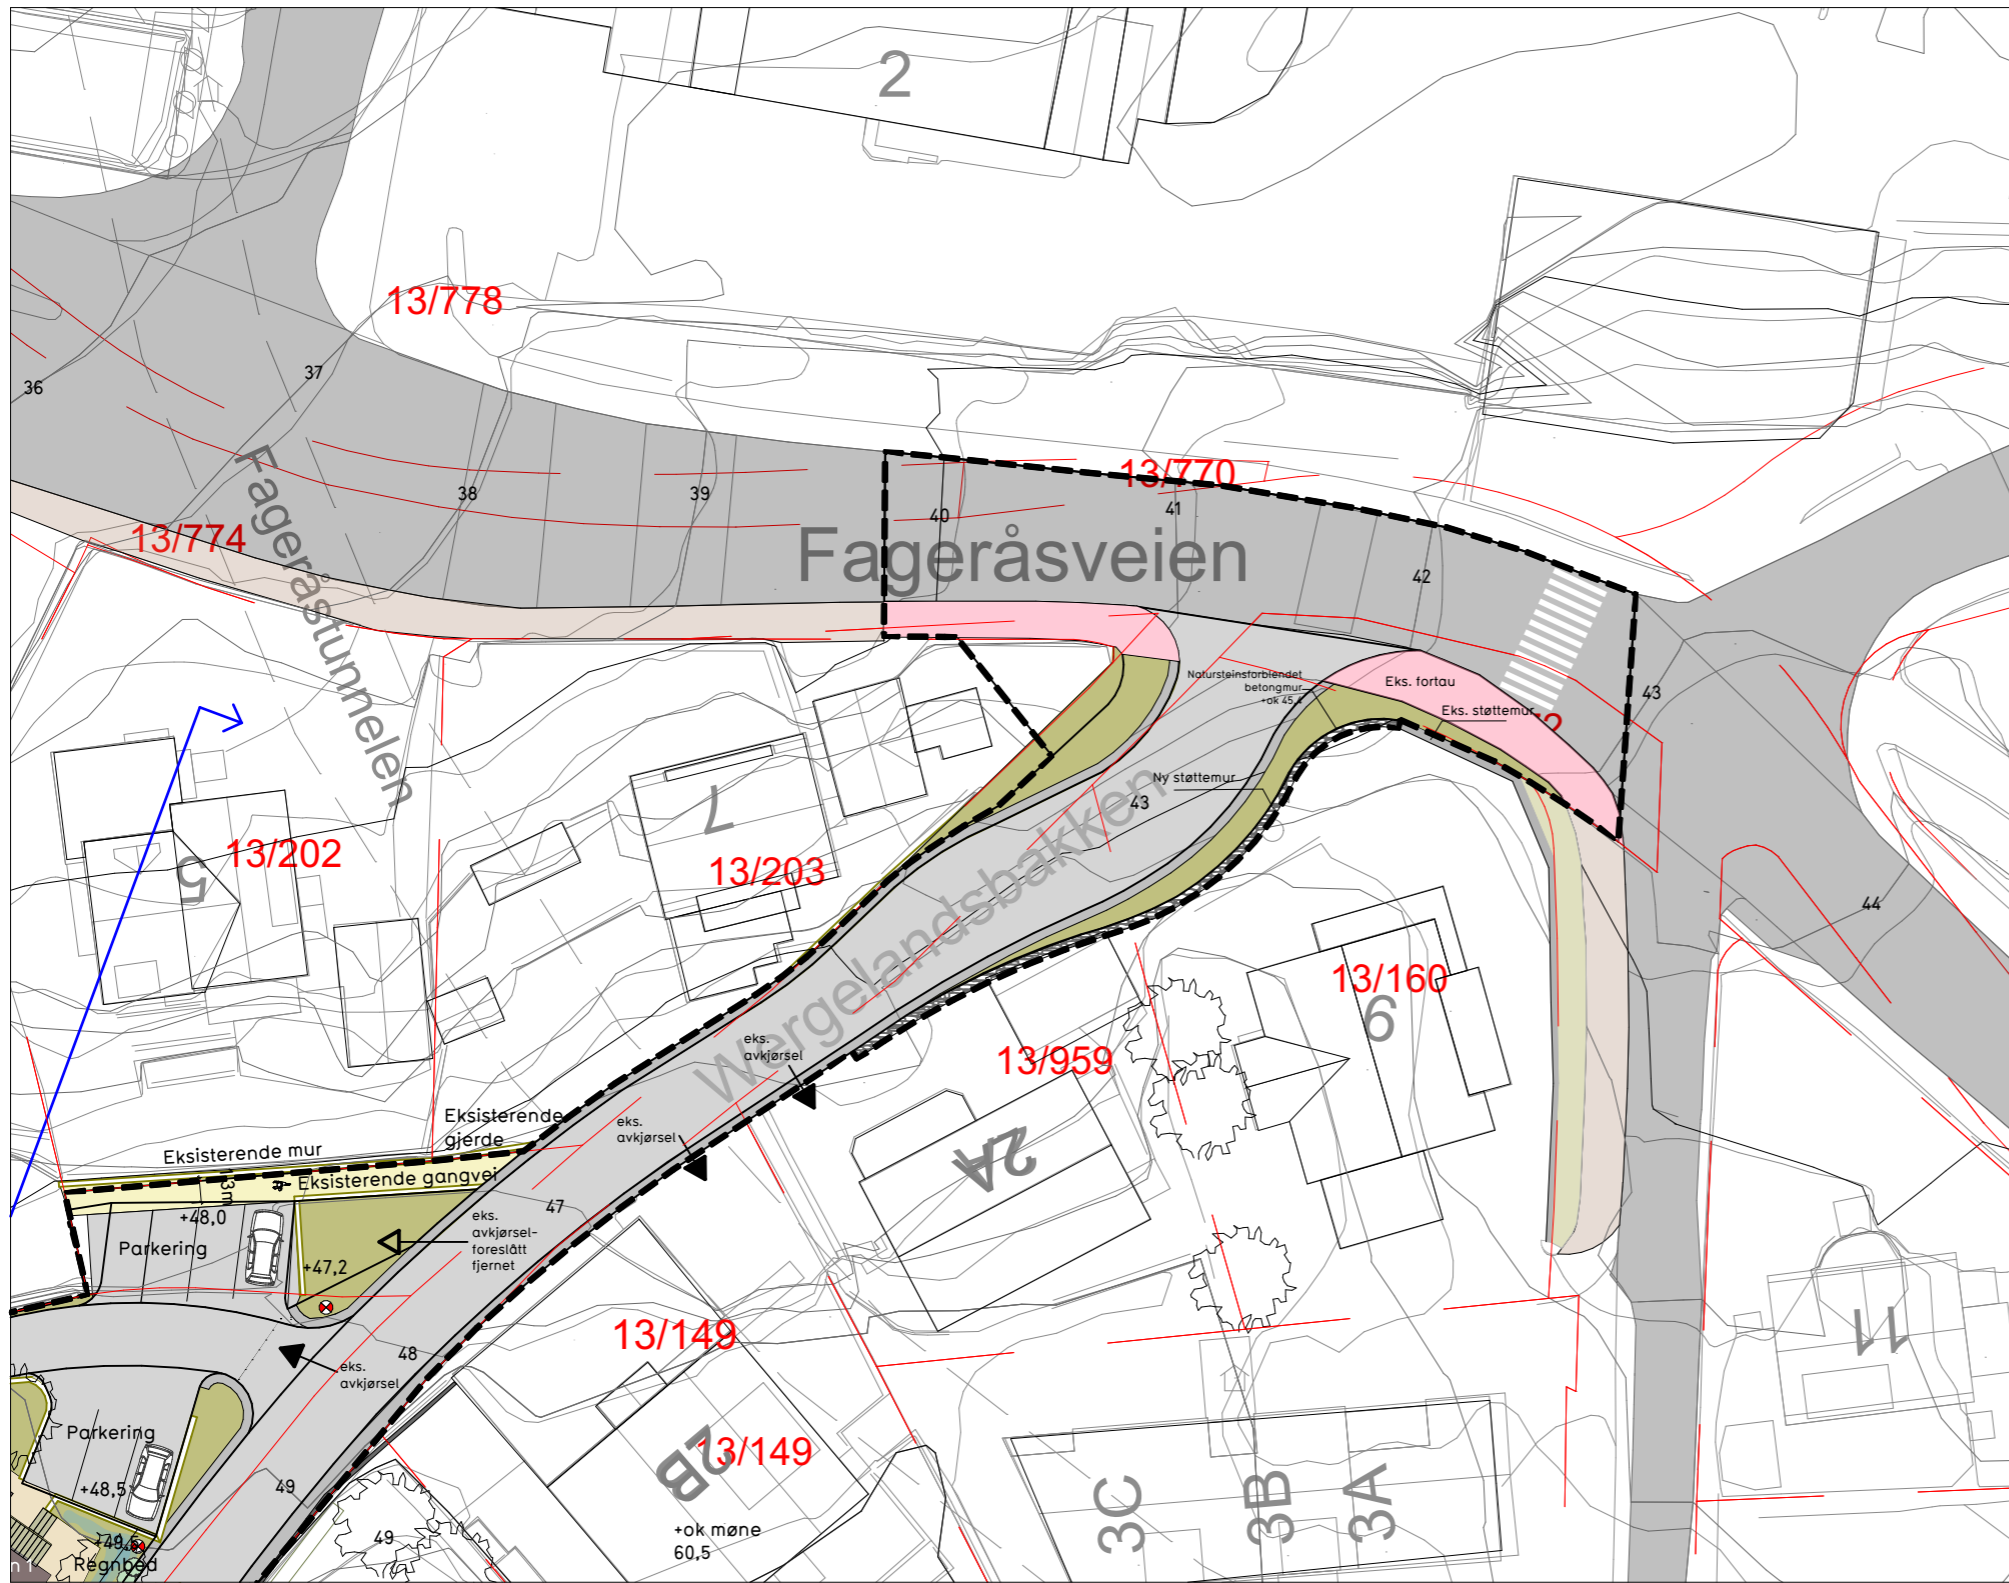 2
13/778
37
36
38
39
13/770
40
41
Fageråsveien
13/774
Fageråstunnelen
42
Natursteinsforblendet
betongmur
Eks. fortau
43
Eks. støttemur
Ny støttemur
43
Wergelandsbakken
7
13/202
5
13/203
44
13/160
6
13/959
eks.
avkjørsel
Eksisterende
gjerde
eks.
avkjørsel
Eksisterende mur
Eksisterende gangvei
2A
+48,0
47
Parkering
eks.
avkjørsel-
foreslått
fjernet
+47,2
13/149
11
48
eks.
avkjørsel
Parkering
13/149
2B
+48,5
49
3C
3B
3A
49
+ok møne
60,5
Regnbed
n 1